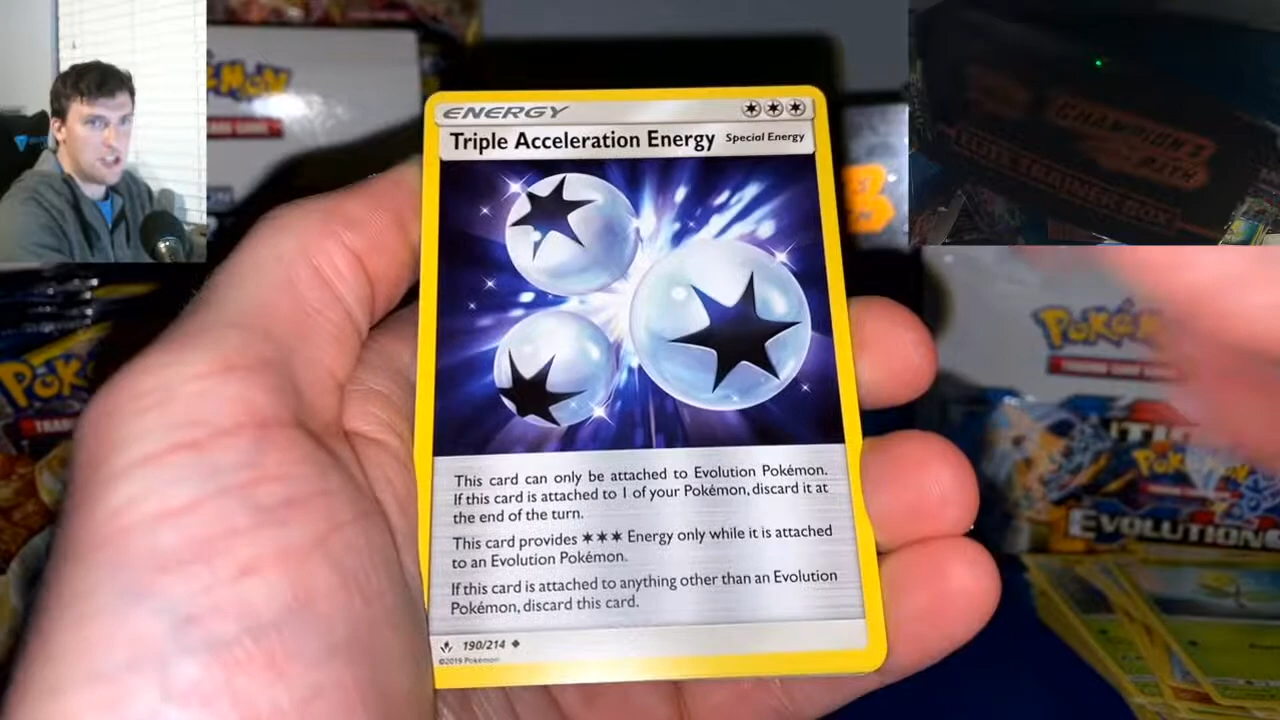 POKéMON
ENERGY
Triple Acceleration Energy Special Energy
CHAMPION'S
PATH
ELITE TRAINER BOX
This card can only be attached to Evolution Pokémon.
If this card is attached to 1 of your Pokémon, discard it at
the end of the turn.
This card provides ✶✶✶ Energy only while it is attached
to an Evolution Pokémon.
If this card is attached to anything other than an Evolution
Pokémon, discard this card.
190/214
©2019 Pokémon
EVOLUTION